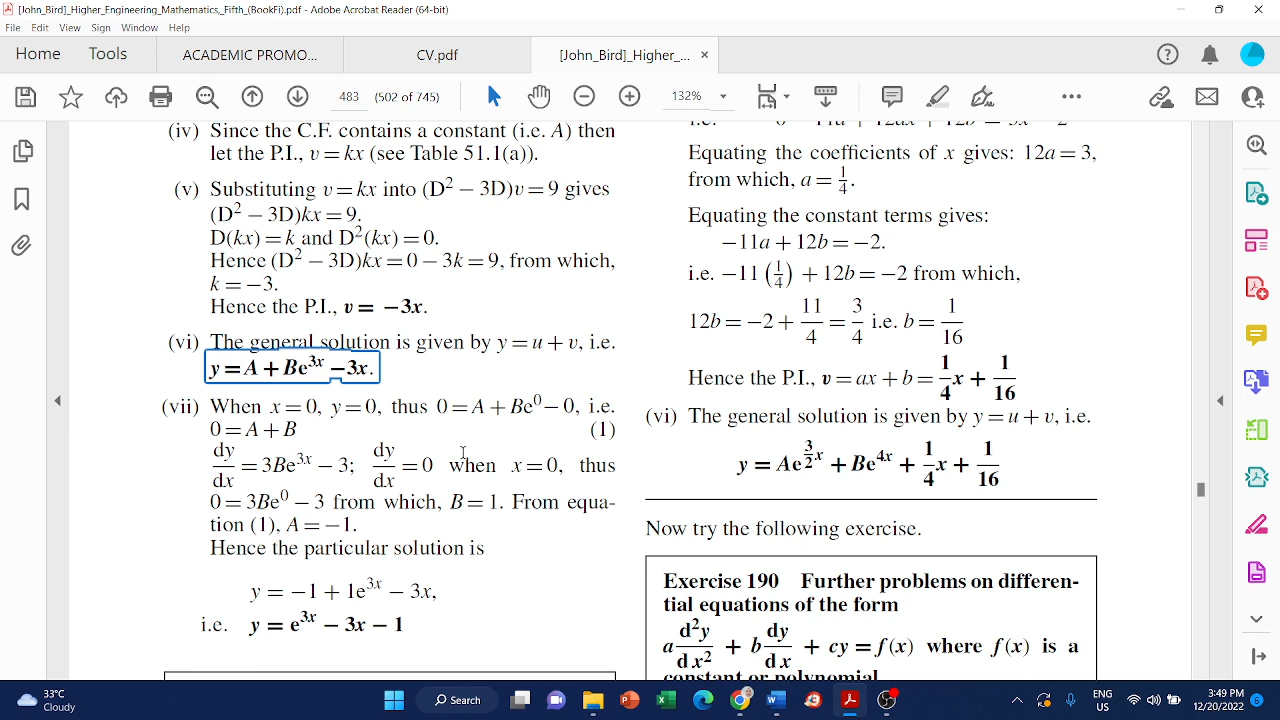 [John_Bird]_Higher_Engineering_Mathematics_Fifth_(BookFi).pdf - Adobe Acrobat Reader (64-bit)
File Edit View Sign Window Help
Home Tools ACADEMIC PROMO... CV.pdf [John_Bird]_Higher_... ×
483 (502 of 745) 132%
(iv) Since the C.F. contains a constant (i.e. A) then
let the P.I., v = kx (see Table 51.1(a)).
(v) Substituting v = kx into (D² − 3D)v = 9 gives
(D² − 3D)kx = 9.
D(kx) = k and D²(kx) = 0.
Hence (D² − 3D)kx = 0 − 3k = 9, from which,
k = −3.
Hence the P.I., v = −3x.
(vi) The general solution is given by y = u + v, i.e.
y = A + Be^{3x} − 3x.
(vii) When x = 0, y = 0, thus 0 = A + Be⁰ − 0, i.e.
0 = A + B (1)
dy/dx = 3Be^{3x} − 3; dy/dx = 0 when x = 0, thus
0 = 3Be⁰ − 3 from which, B = 1. From equa-
tion (1), A = −1.
Hence the particular solution is
y = −1 + 1e^{3x} − 3x,
i.e. y = e^{3x} − 3x − 1
Equating the coefficients of x gives: 12a = 3,
from which, a = 1/4.
Equating the constant terms gives:
−11a + 12b = −2.
i.e. −11 (1/4) + 12b = −2 from which,
12b = −2 + 11/4 = 3/4 i.e. b = 1/16
Hence the P.I., v = ax + b = 1/4 x + 1/16
(vi) The general solution is given by y = u + v, i.e.
y = Ae^{3/2 x} + Be^{4x} + 1/4 x + 1/16
Now try the following exercise.
Exercise 190 Further problems on differen-
tial equations of the form
a d²y/dx² + b dy/dx + cy = f(x) where f(x) is a
constant or polynomial
33°C
Cloudy
Search
ENG
US
3:49 PM
12/20/2022